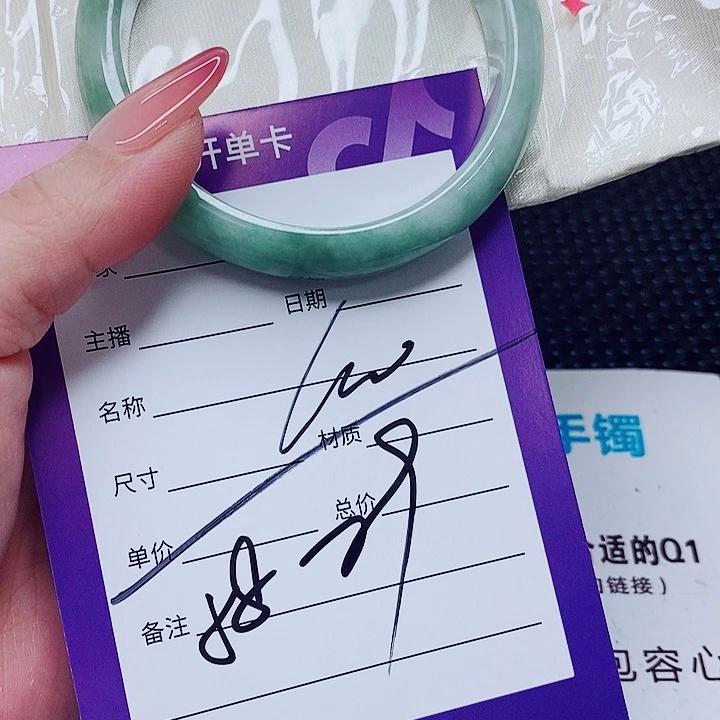 开单卡
家
日期
主播
名称
材质
尺寸
总价
单价
备注
手镯
适的Q1
链接）
包容心